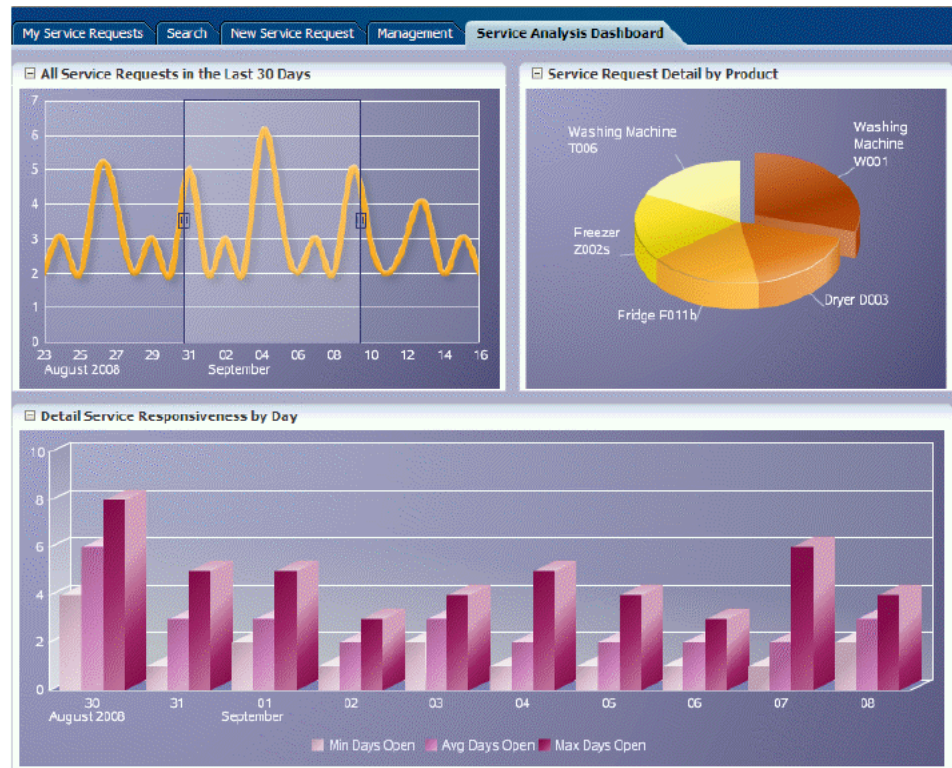 My Service Requests Search New Service Request Management Service Analysis Dashboard
All Service Requests in the Last 30 Days
7
6
5
4
3
2
1
0
23 25 27 29 31 02 04 06 08 10 12 14 16
August 2008 September
Service Request Detail by Product
Washing Machine
T006
Washing
Machine
W001
Freezer
Z002s
Fridge F011b
Dryer D003
Detail Service Responsiveness by Day
10
8
6
4
2
0
30 31 01 02 03 04 05 06 07 08
August 2008 September
Min Days Open Avg Days Open Max Days Open